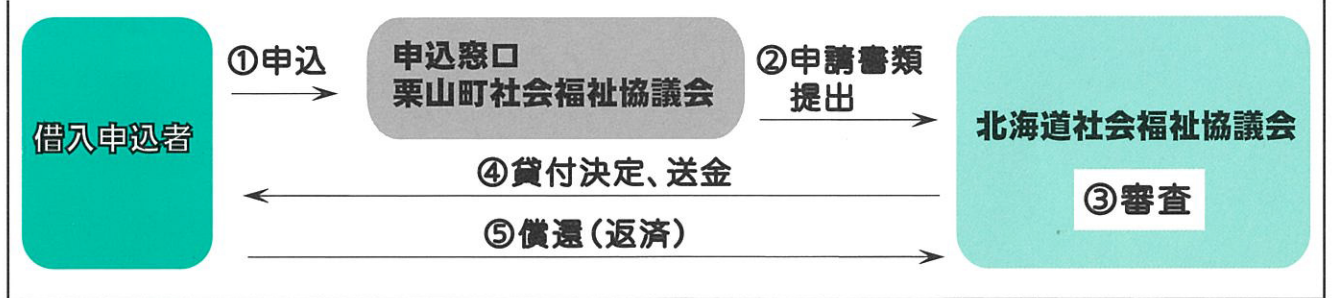 借入申込者
①申込
申込窓口
栗山町社会福祉協議会
②申請書類
提出
北海道社会福祉協議会
③審査
④貸付決定、送金
⑤償還(返済)